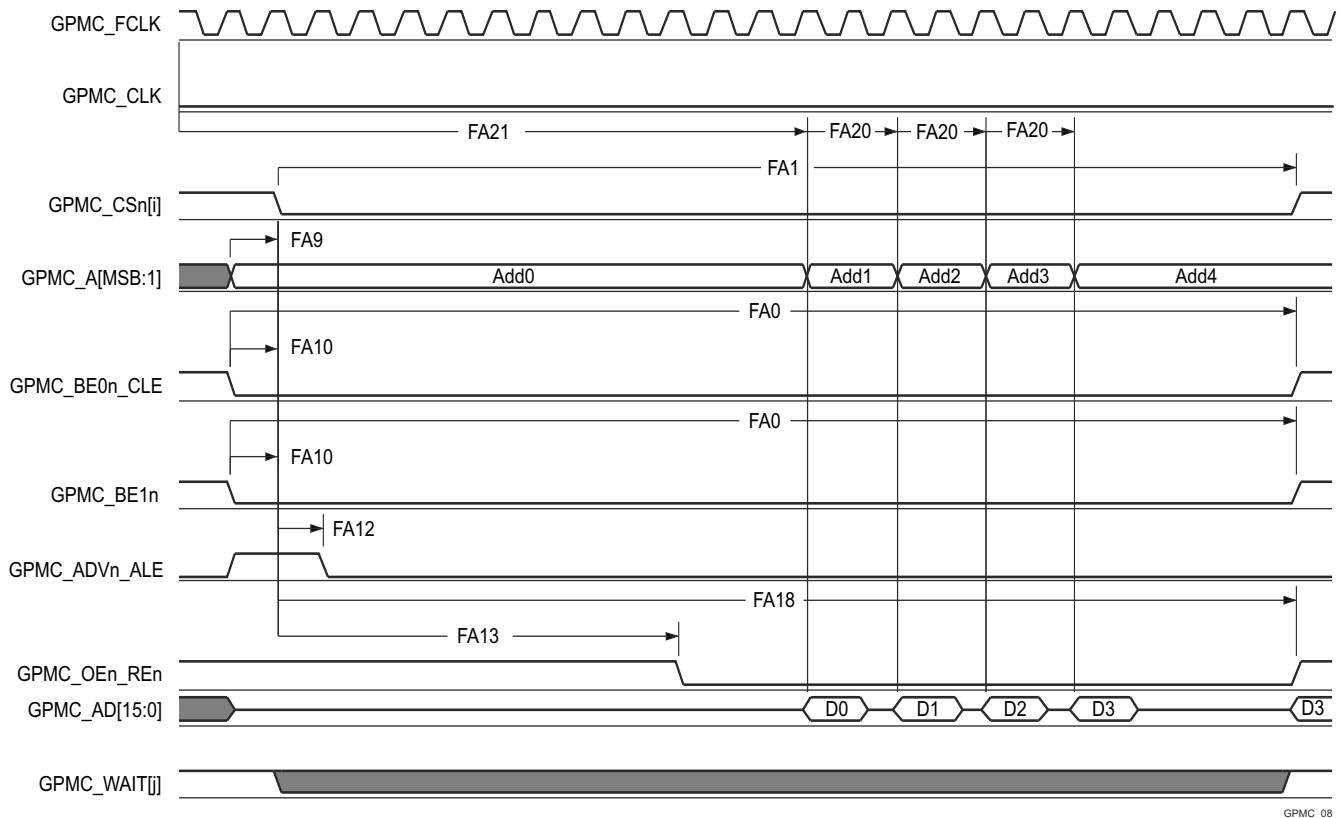 GPMC_FCLK
GPMC_CLK
FA21 FA20 FA20 FA20
FA1
GPMC_CSn[i]
FA9
GPMC_A[MSB:1] Add0 Add1 Add2 Add3 Add4
FA0
FA10
GPMC_BE0n_CLE
FA0
FA10
GPMC_BE1n
FA12
GPMC_ADVn_ALE
FA18
FA13
GPMC_OEn_REn
GPMC_AD[15:0] D0 D1 D2 D3 D3
GPMC_WAIT[j]
GPMC_08